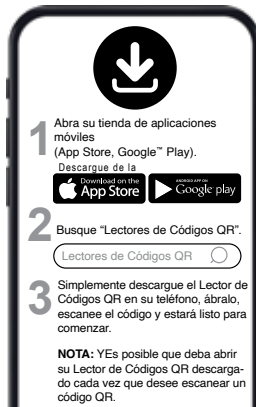 1
Abra su tienda de aplicaciones
móviles
(App Store, Google™ Play).
Descargue de la
Download on the
App Store
ANDROID APP ON
Google play
2
Busque “Lectores de Códigos QR”.
Lectores de Códigos QR
3
Simplemente descargue el Lector de
Códigos QR en su teléfono, ábralo,
escanee el código y estará listo para
comenzar.
NOTA: YEs posible que deba abrir
su Lector de Códigos QR descarga-
do cada vez que desee escanear un
código QR.